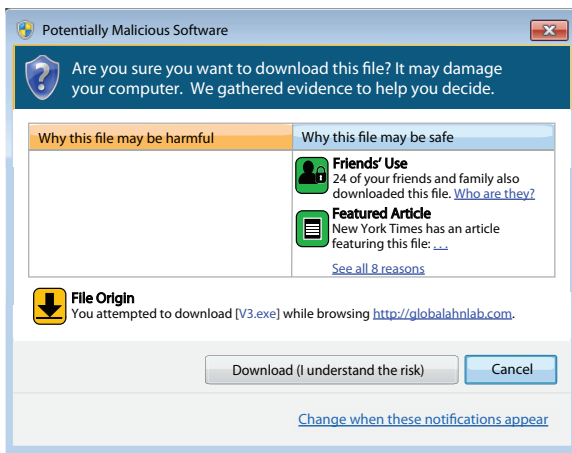 Potentially Malicious Software
Are you sure you want to download this file? It may damage
your computer. We gathered evidence to help you decide.
Why this file may be harmful
Why this file may be safe
Friends' Use
24 of your friends and family also
downloaded this file. Who are they?
Featured Article
New York Times has an article
featuring this file: . . .
See all 8 reasons
File Origin
You attempted to download [V3.exe] while browsing http://globalahnlab.com.
Download (I understand the risk)
Cancel
Change when these notifications appear